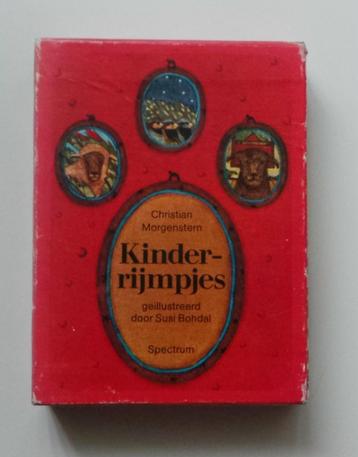 Christian
Morgenstern
Kinder-
rijmpjes
geïllustreerd
door Susi Bohdal
Spectrum